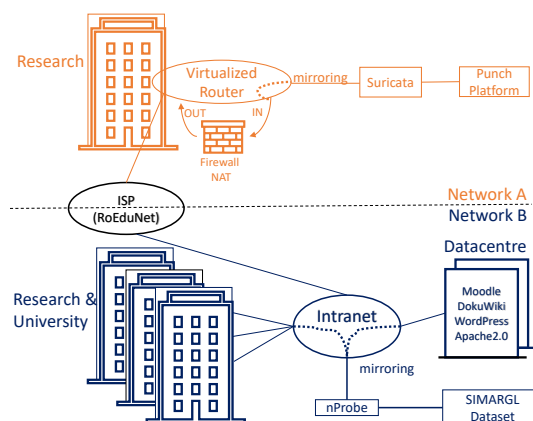 Research
Virtualized
Router
mirroring
Suricata
Punch
Platform
OUT
IN
Firewall
NAT
ISP
(RoEduNet)
Network A
Network B
Datacentre
Research &
University
Moodle
DokuWiki
WordPress
Apache2.0
Intranet
mirroring
nProbe
SIMARGL
Dataset